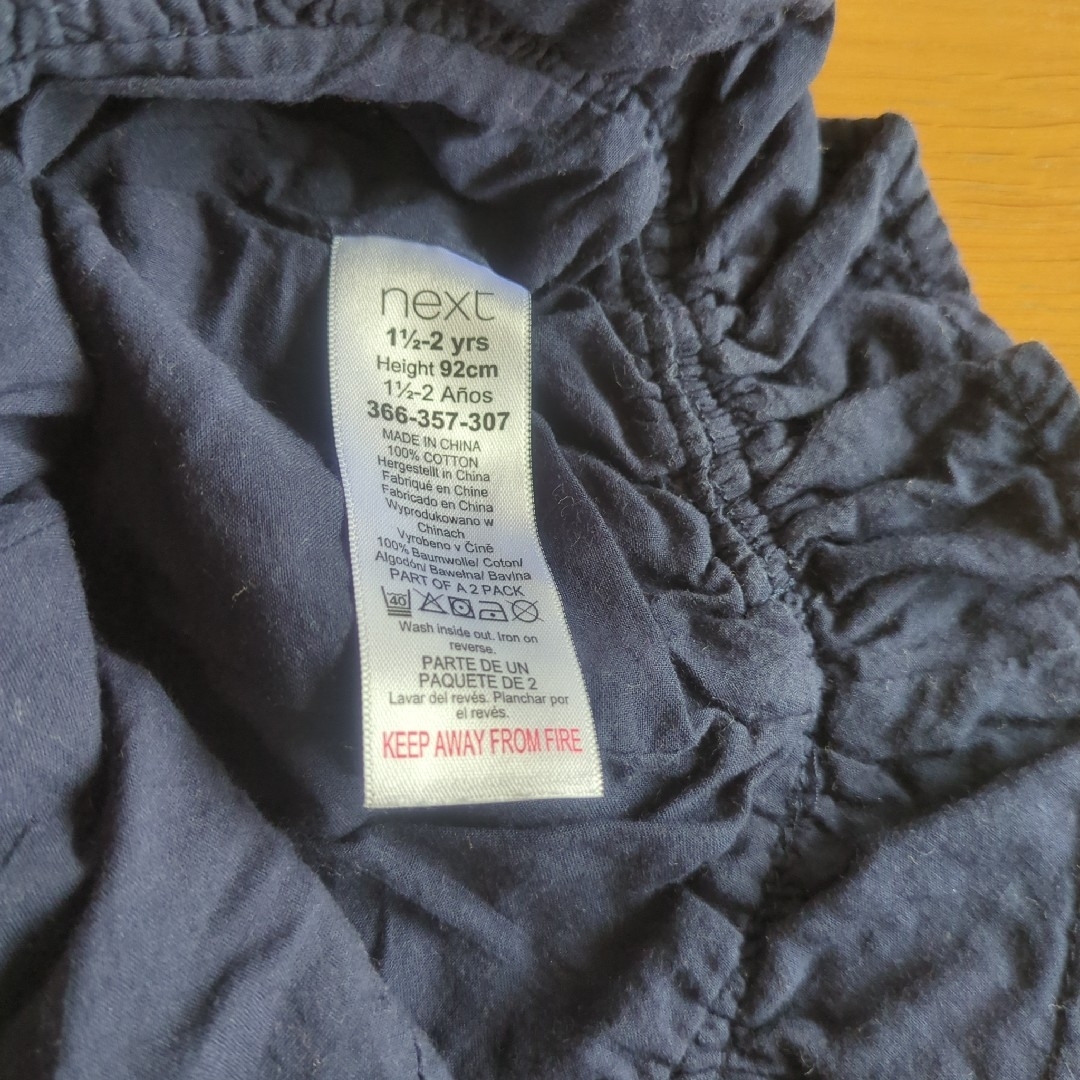 next
1½-2 yrs
Height 92cm
1½-2 Años
366-357-307
MADE IN CHINA
100% COTTON
Hergestellt in China
Fabriqué en Chine
Fabricado en China
Wyprodukowano w
Chinach
Vyrobeno v Číně
100% Baumwolle/ Coton/
Algodón/ Bawełna/ Bavlna
PART OF A 2 PACK
40
Wash inside out. Iron on
reverse.
PARTE DE UN
PAQUETE DE 2
Lavar del revés. Planchar por
el revés.
KEEP AWAY FROM FIRE